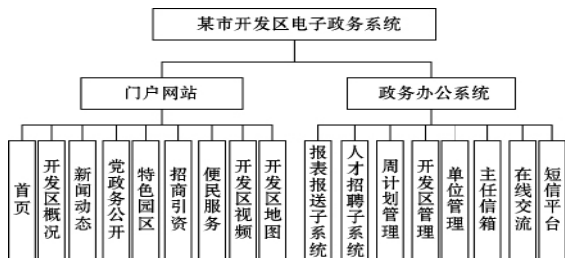 某市开发区电子政务系统
门户网站
政务办公系统
首页
开发区概况
新闻动态
党政务公开
特色园区
招商引资
便民服务
开发区视频
开发区地图
报表报送子系统
人才招聘子系统
周计划管理
开发区管理
单位管理
主任信箱
在线交流
短信平台